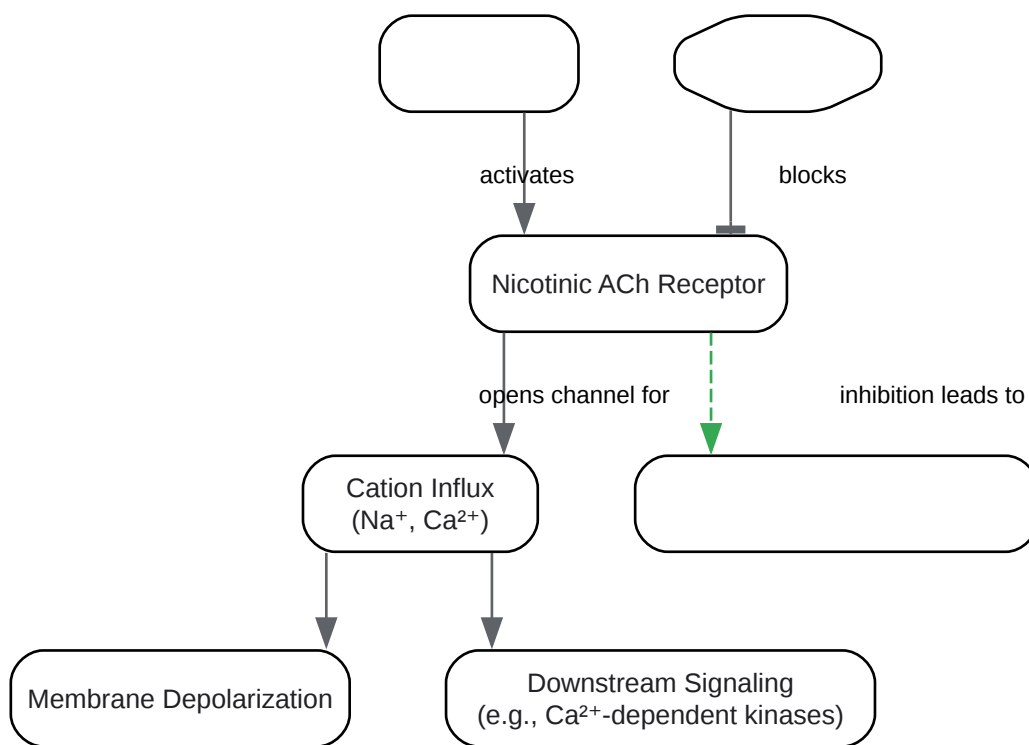 activates
blocks
Nicotinic ACh Receptor
opens channel for
inhibition leads to
Cation Influx
(Na⁺, Ca²⁺)
Membrane Depolarization
Downstream Signaling
(e.g., Ca²⁺-dependent kinases)